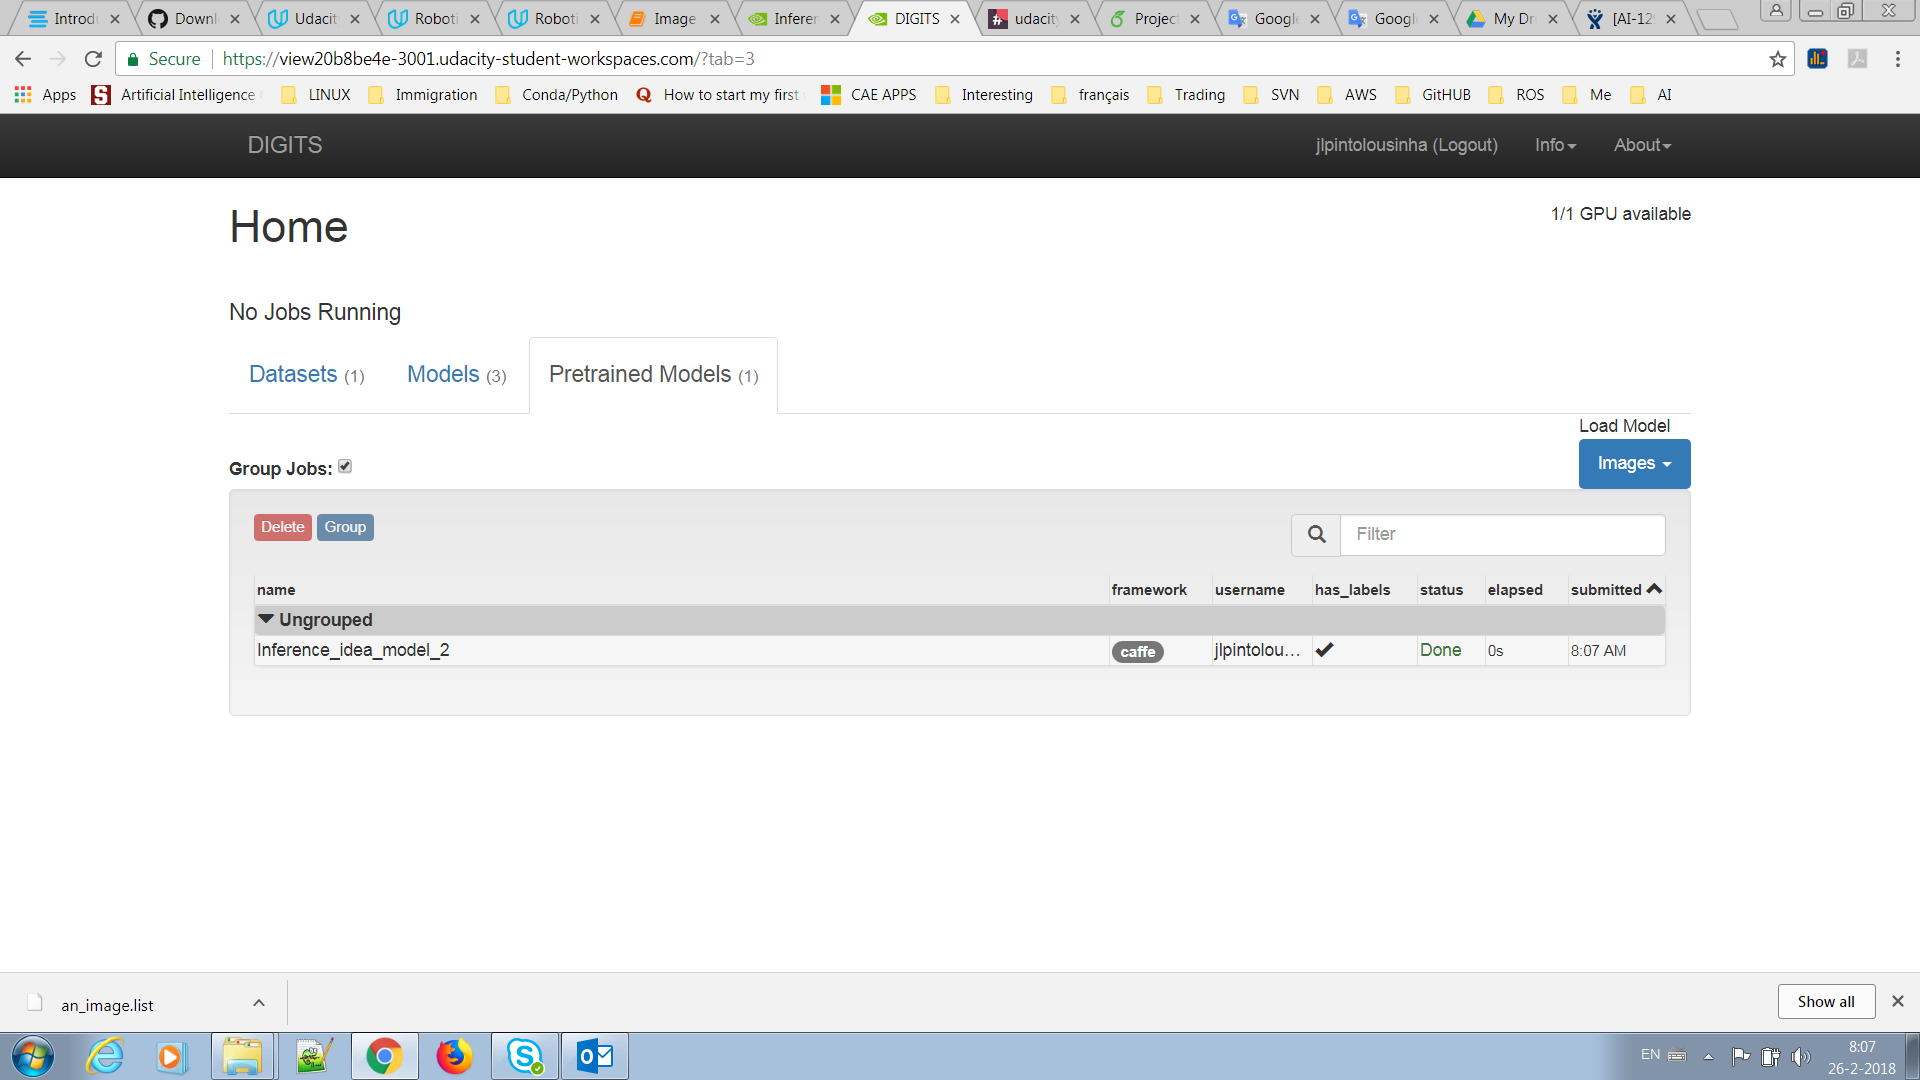 Introdu Downl Udacit Roboti Roboti Image Inferen DIGITS udacity Project Google Google My Dri [AI-12
Secure https://view20b8be4e-3001.udacity-student-workspaces.com/?tab=3
Apps Artificial Intelligence LINUX Immigration Conda/Python How to start my first CAE APPS Interesting français Trading SVN AWS GitHUB ROS Me AI
DIGITS jlpintolousinha (Logout) Info About
Home 1/1 GPU available
No Jobs Running
Datasets (1) Models (3) Pretrained Models (1)
Load Model
Group Jobs: Images
Delete Group Filter
name framework username has_labels status elapsed submitted
Ungrouped
Inference_idea_model_2 caffe jlpintolou... Done 0s 8:07 AM
an_image.list Show all
EN 8:07
26-2-2018